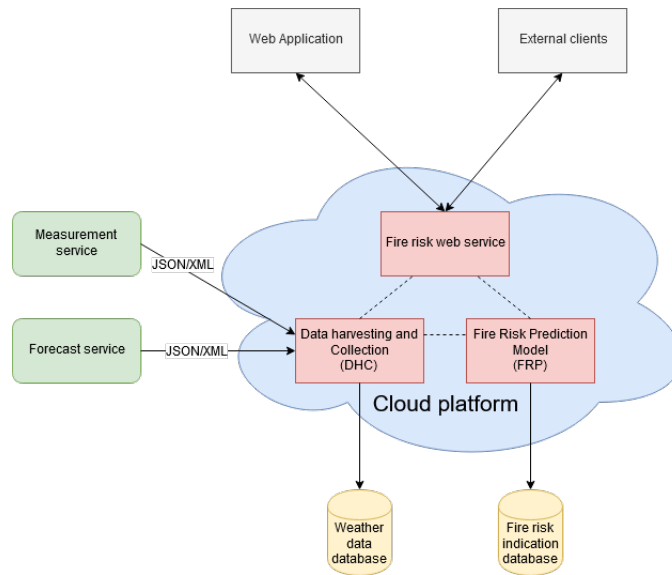 Web Application
External clients
Fire risk web service
Measurement
service
JSON/XML
Forecast service
JSON/XML
Data harvesting and
Collection
(DHC)
Fire Risk Prediction
Model
(FRP)
Cloud platform
Weather
data
database
Fire risk
indication
database